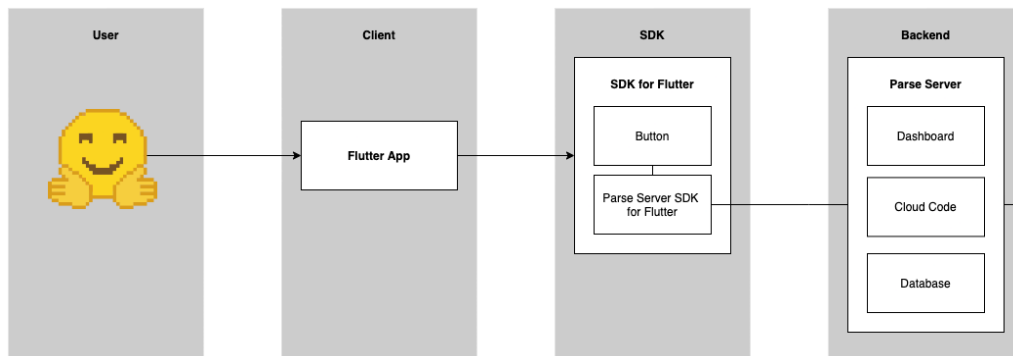 User
Client
SDK
Backend
Flutter App
SDK for Flutter
Button
Parse Server SDK
for Flutter
Parse Server
Dashboard
Cloud Code
Database